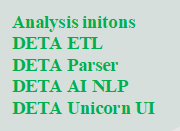 Analysis initons
DETA ETL
DETA Parser
DETA AI NLP
DETA Unicorn UI